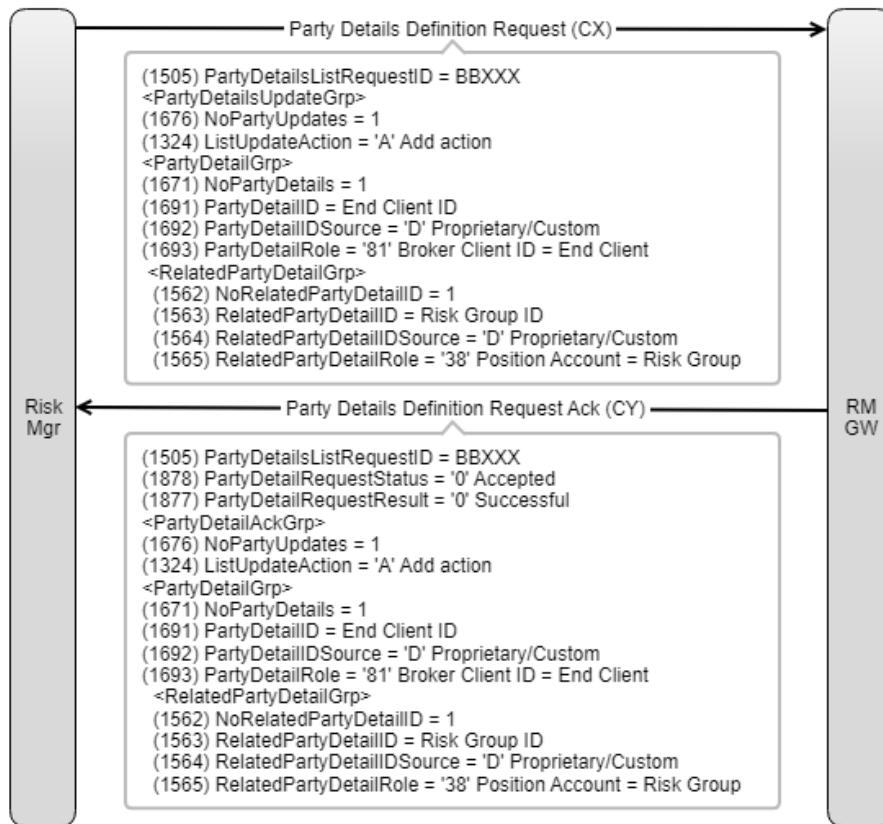 Party Details Definition Request (CX)
(1505) PartyDetailsListRequestID = BBXXX
<PartyDetailsUpdateGrp>
(1676) NoPartyUpdates = 1
(1324) ListUpdateAction = 'A' Add action
<PartyDetailGrp>
(1671) NoPartyDetails = 1
(1691) PartyDetailID = End Client ID
(1692) PartyDetailIDSource = 'D' Proprietary/Custom
(1693) PartyDetailRole = '81' Broker Client ID = End Client
<RelatedPartyDetailGrp>
(1562) NoRelatedPartyDetailID = 1
(1563) RelatedPartyDetailID = Risk Group ID
(1564) RelatedPartyDetailIDSource = 'D' Proprietary/Custom
(1565) RelatedPartyDetailRole = '38' Position Account = Risk Group
Risk
Mgr
Party Details Definition Request Ack (CY)
RM
GW
(1505) PartyDetailsListRequestID = BBXXX
(1878) PartyDetailRequestStatus = '0' Accepted
(1877) PartyDetailRequestResult = '0' Successful
<PartyDetailAckGrp>
(1676) NoPartyUpdates = 1
(1324) ListUpdateAction = 'A' Add action
<PartyDetailGrp>
(1671) NoPartyDetails = 1
(1691) PartyDetailID = End Client ID
(1692) PartyDetailIDSource = 'D' Proprietary/Custom
(1693) PartyDetailRole = '81' Broker Client ID = End Client
<RelatedPartyDetailGrp>
(1562) NoRelatedPartyDetailID = 1
(1563) RelatedPartyDetailID = Risk Group ID
(1564) RelatedPartyDetailIDSource = 'D' Proprietary/Custom
(1565) RelatedPartyDetailRole = '38' Position Account = Risk Group